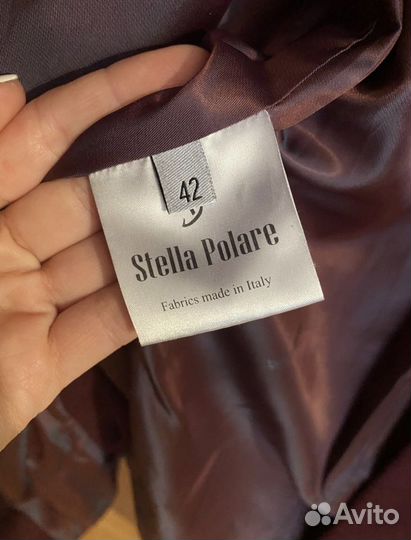 42
Stella Polare
Fabrics made in Italy
Avito